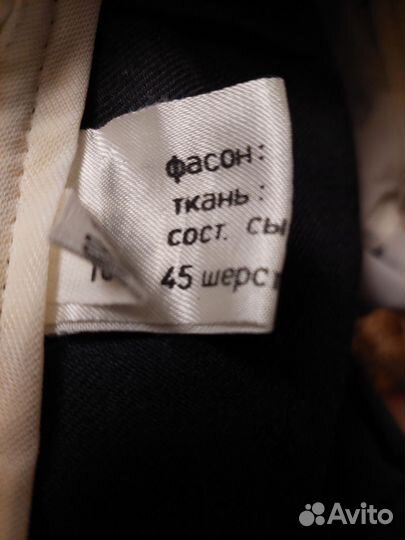 фасон:
ткань:
сост. сы
45 шерс
Avito